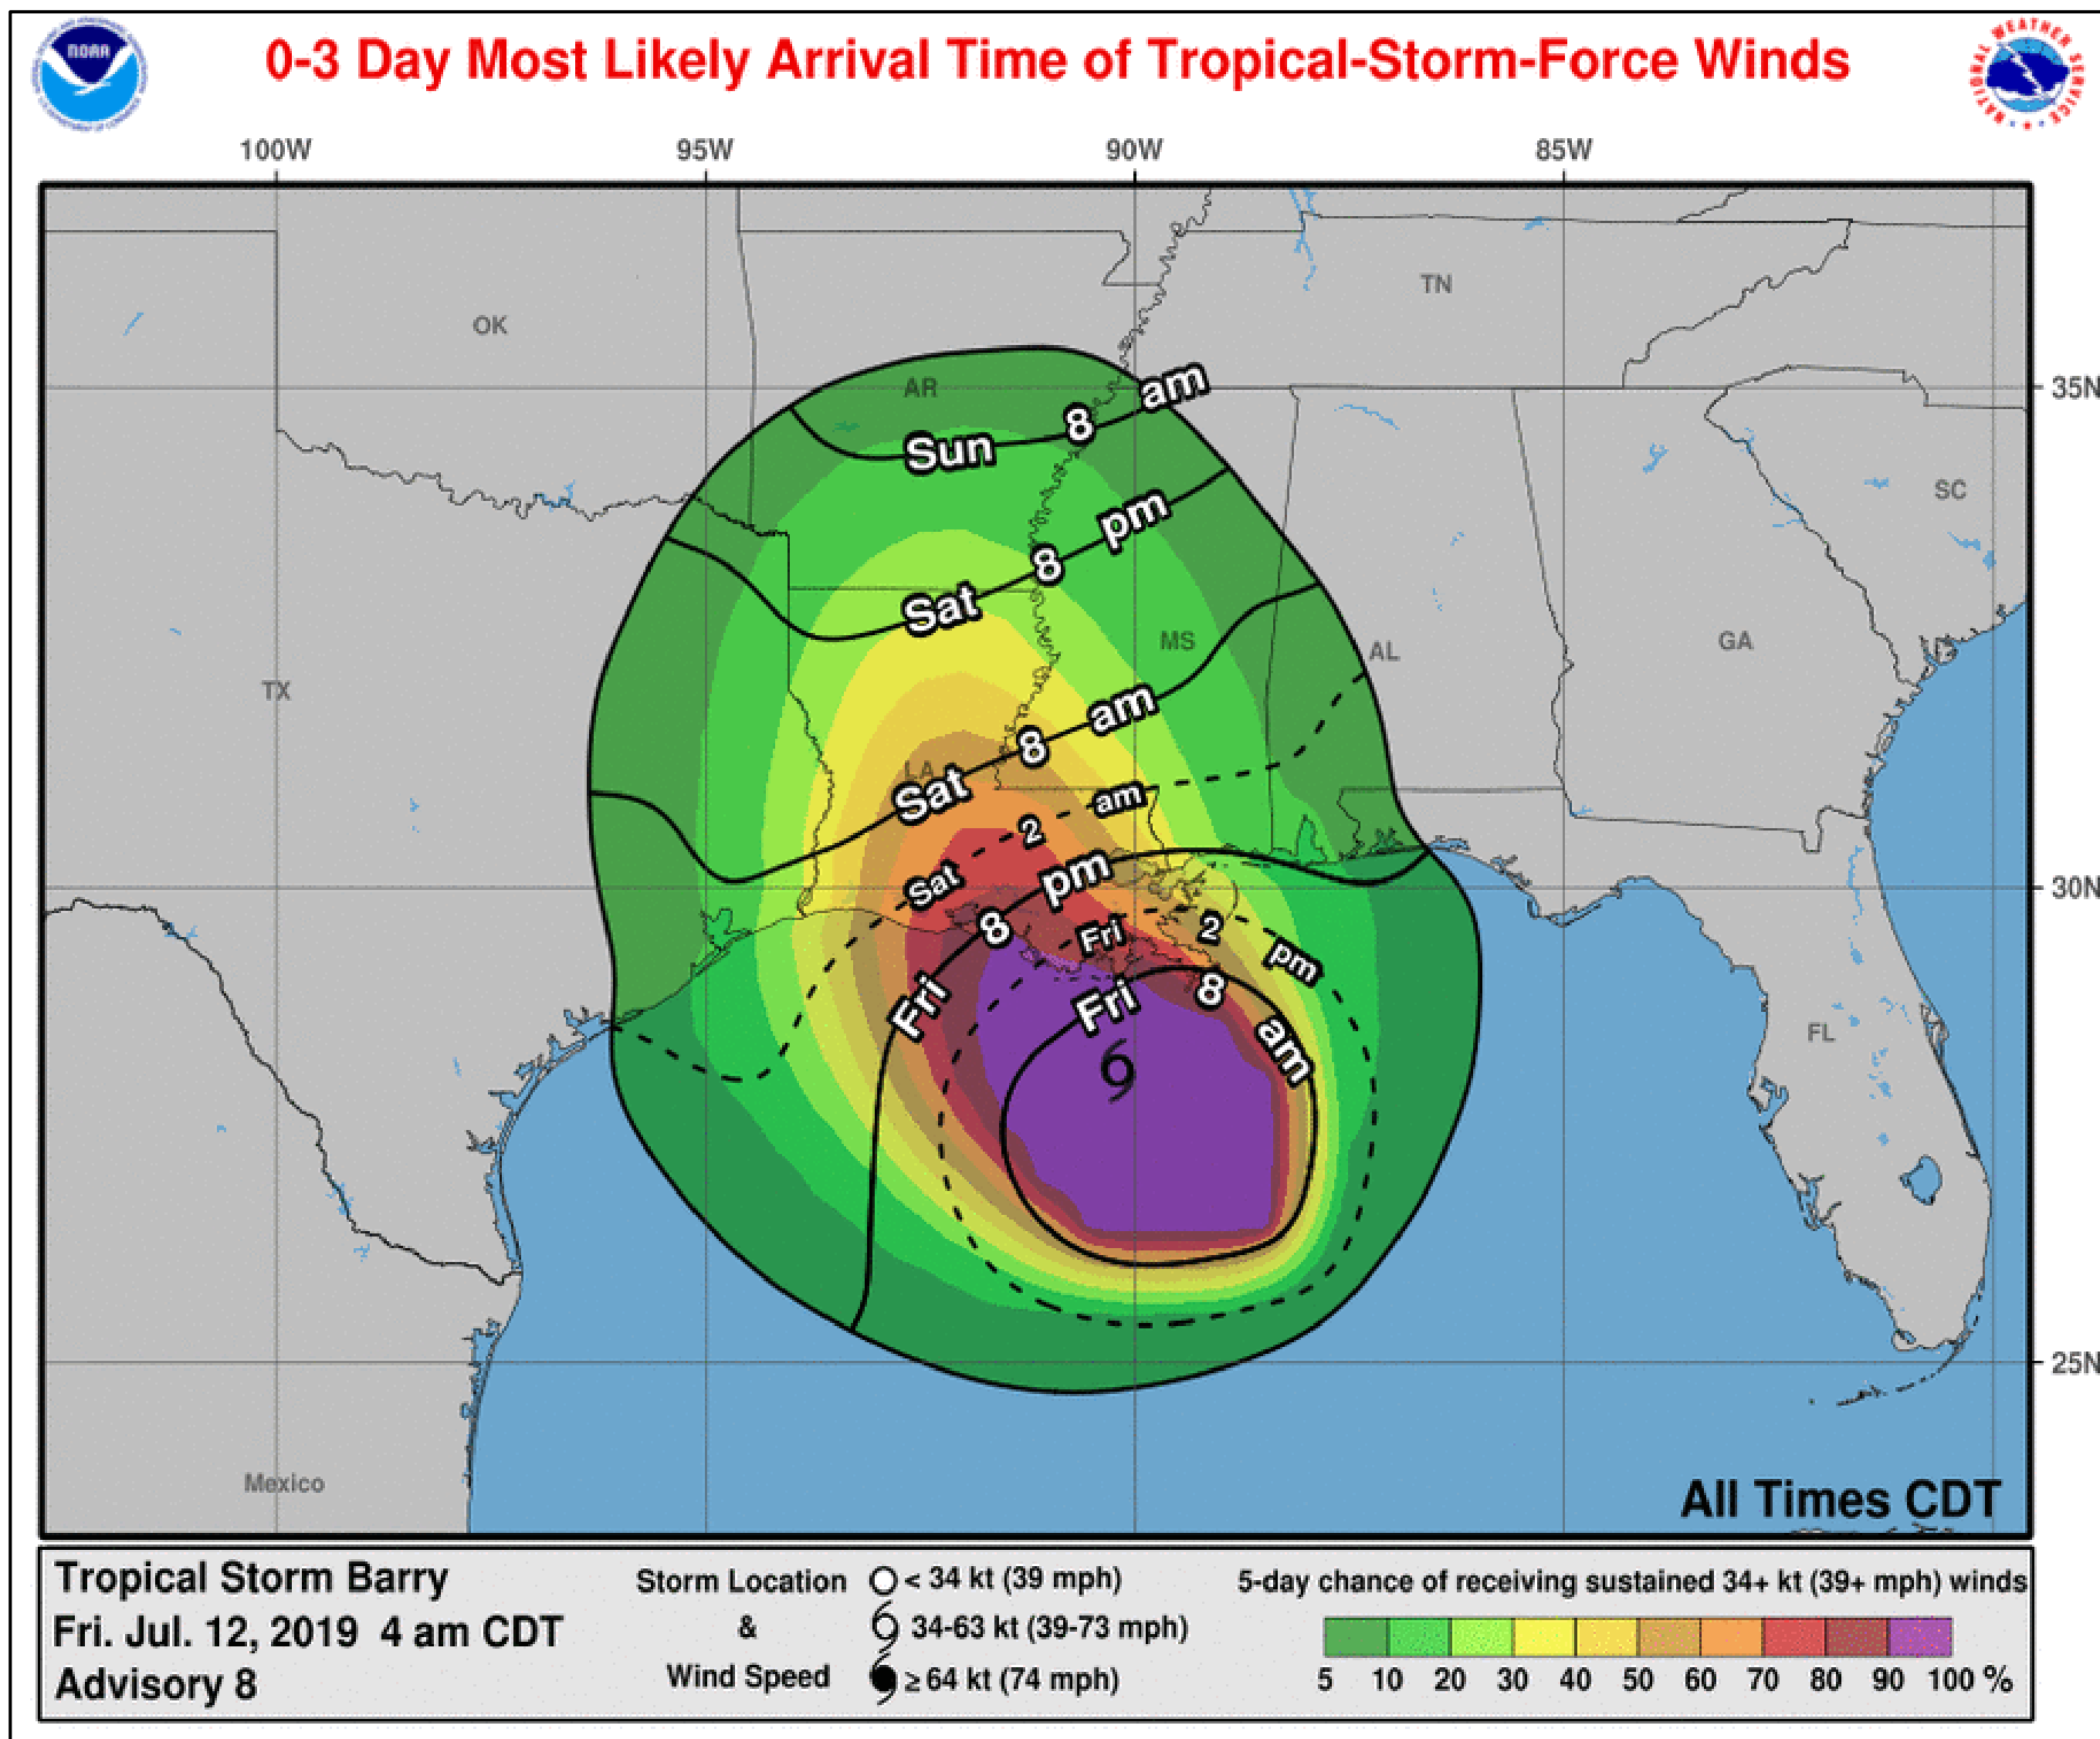 NOAA
0-3 Day Most Likely Arrival Time of Tropical-Storm-Force Winds
NATIONAL WEATHER SERVICE
100W 95W 90W 85W
TN
OK
35N
AR
am
8
Sun
SC
pm
8
Sat
MS
AL
GA
TX
am
8
LA
Sat
am
2
pm
Sat
30N
8
Fri
2
pm
Fri
Fri
8
am
FL
25N
Mexico
All Times CDT
Tropical Storm Barry
Fri. Jul. 12, 2019 4 am CDT
Advisory 8
Storm Location
&
Wind Speed
< 34 kt (39 mph)
34-63 kt (39-73 mph)
≥ 64 kt (74 mph)
5-day chance of receiving sustained 34+ kt (39+ mph) winds
5 10 20 30 40 50 60 70 80 90 100 %